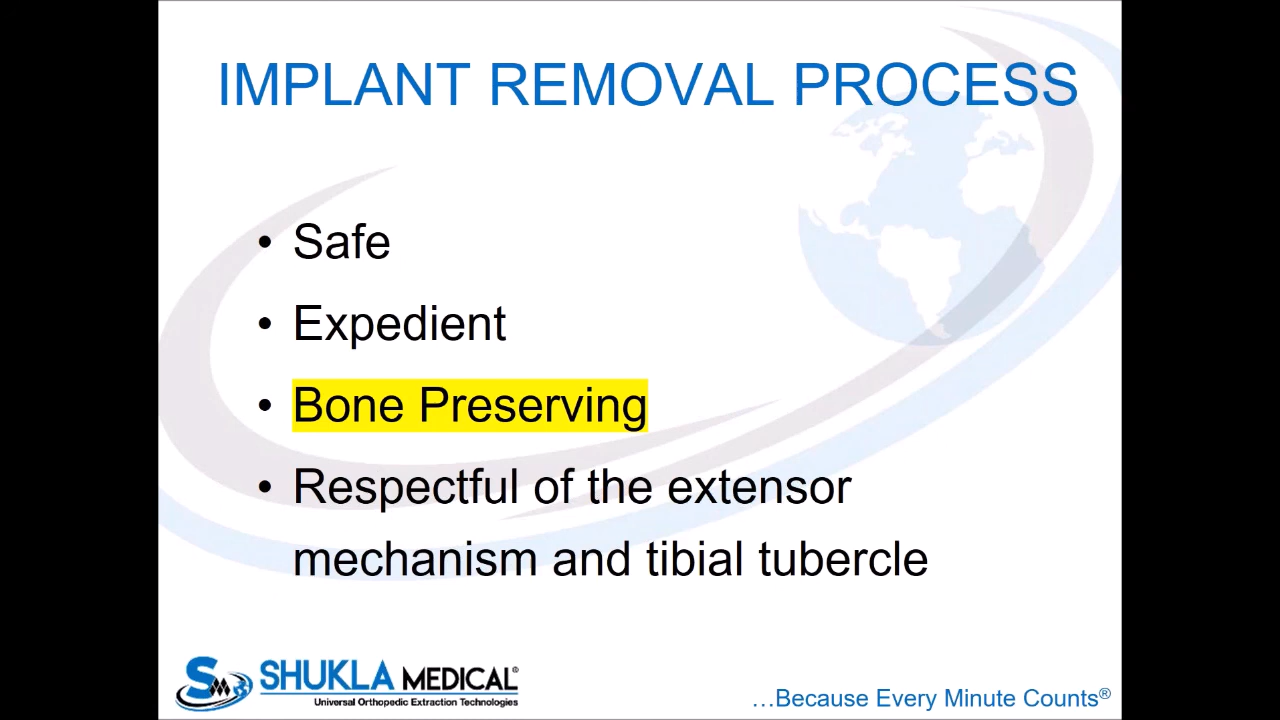 IMPLANT REMOVAL PROCESS
• Safe
• Expedient
• Bone Preserving
• Respectful of the extensor
mechanism and tibial tubercle
SM SHUKLA MEDICAL®
Universal Orthopedic Extraction Technologies
…Because Every Minute Counts®